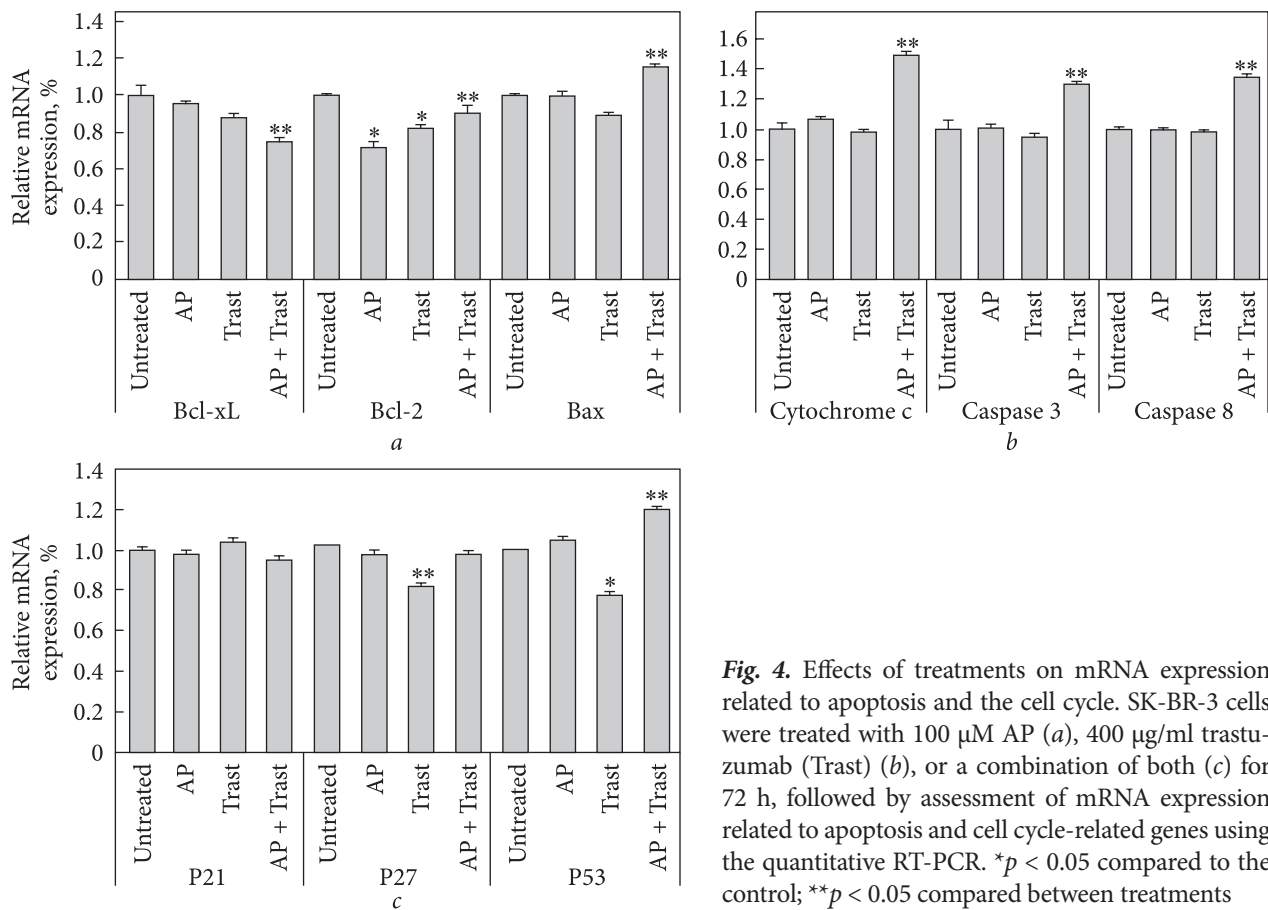 Relative mRNA
expression, %
1.4
1.2
1.0
0.8
0.6
0.4
0.2
0
**
*
*
**
**
Untreated
AP
Trast
AP + Trast
Untreated
AP
Trast
AP + Trast
Untreated
AP
Trast
AP + Trast
Bcl-xL
Bcl-2
Bax
a
1.6
1.4
1.2
1.0
0.8
0.6
0.4
0.2
0
**
**
**
Untreated
AP
Trast
AP + Trast
Untreated
AP
Trast
AP + Trast
Untreated
AP
Trast
AP + Trast
Cytochrome c
Caspase 3
Caspase 8
b
Relative mRNA
expression, %
1.4
1.2
1.0
0.8
0.6
0.4
0.2
0
**
*
**
Untreated
AP
Trast
AP + Trast
Untreated
AP
Trast
AP + Trast
Untreated
AP
Trast
AP + Trast
P21
P27
P53
c
Fig. 4. Effects of treatments on mRNA expression
related to apoptosis and the cell cycle. SK-BR-3 cells
were treated with 100 μM AP (a), 400 μg/ml trastu-
zumab (Trast) (b), or a combination of both (c) for
72 h, followed by assessment of mRNA expression
related to apoptosis and cell cycle-related genes using
the quantitative RT-PCR. *p < 0.05 compared to the
control; **p < 0.05 compared between treatments